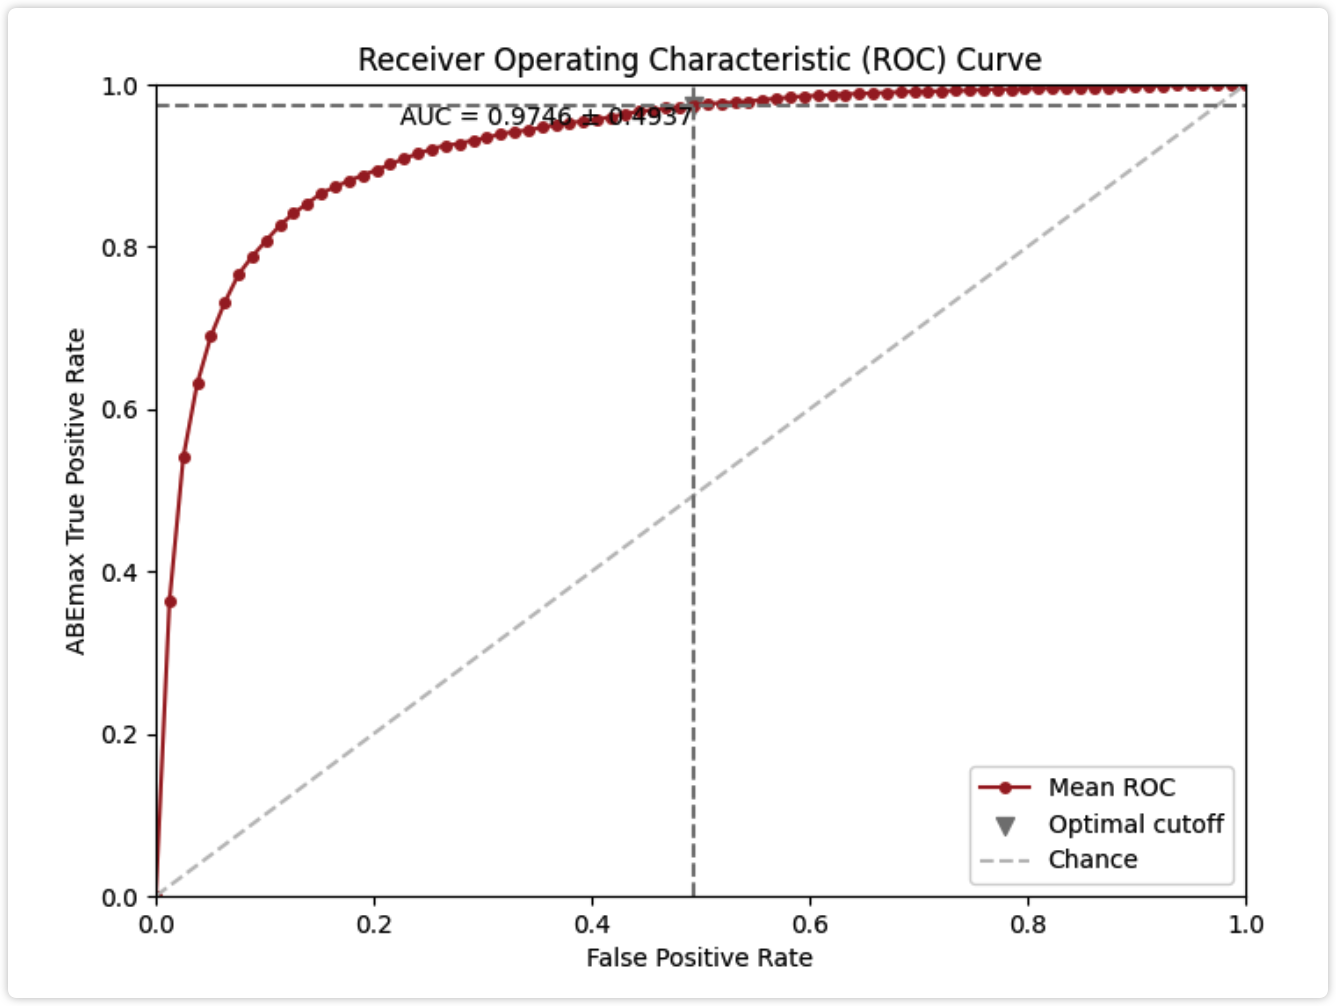 Receiver Operating Characteristic (ROC) Curve
AUC = 0.9746 ± 0.4937
ABEmax True Positive Rate
1.0
0.8
0.6
0.4
0.2
0.0
0.0 0.2 0.4 0.6 0.8 1.0
False Positive Rate
Mean ROC
Optimal cutoff
Chance